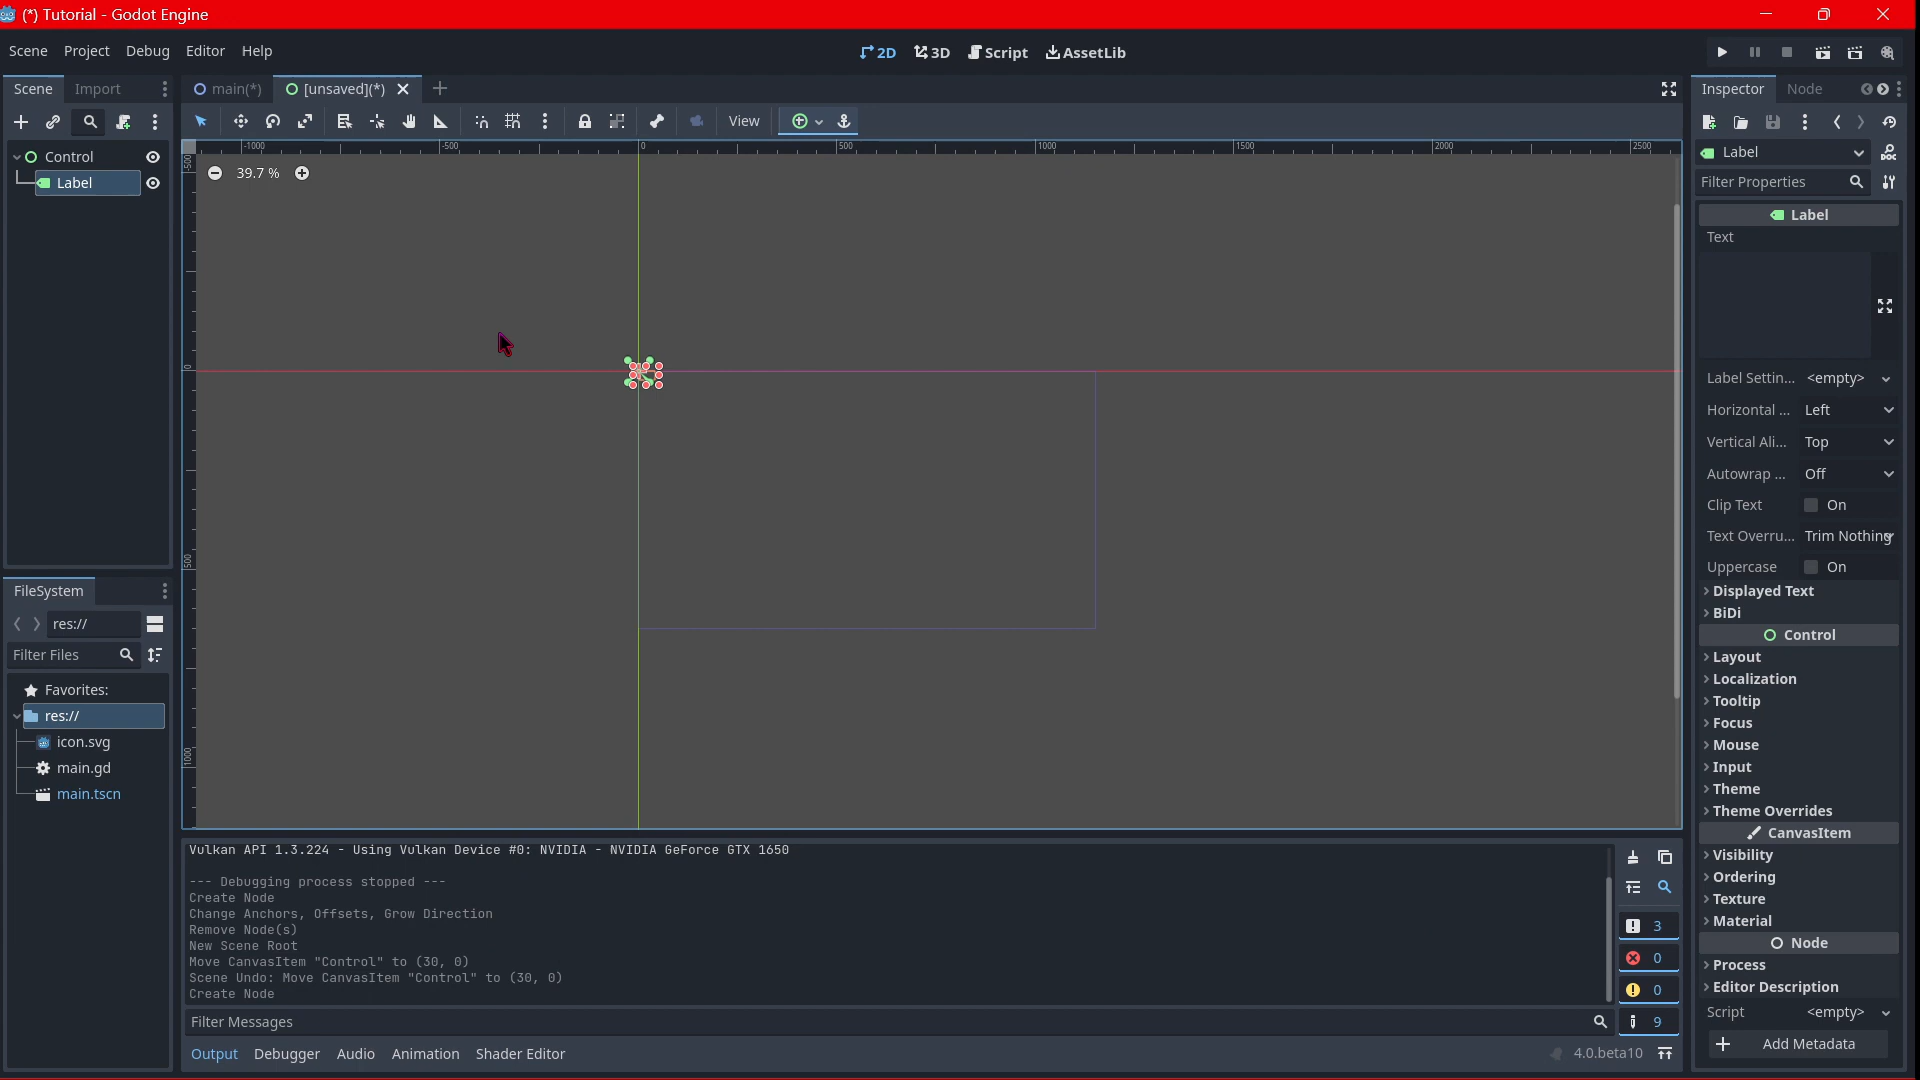 (*) Tutorial - Godot Engine
Scene Project Debug Editor Help
2D 3D Script AssetLib
Scene Import
main(*) [unsaved](*)
Inspector Node
View
Control
Label
-1000 -500 0 500 1000 1500 2000 2500
-500
0
500
1000
39.7 %
Label
Filter Properties
Label
Text
Label Settin... <empty>
Horizontal ... Left
Vertical Ali... Top
Autowrap ... Off
Clip Text On
Text Overru... Trim Nothing
Uppercase On
Displayed Text
BiDi
Control
Layout
Localization
Tooltip
Focus
Mouse
Input
Theme
Theme Overrides
CanvasItem
Visibility
Ordering
Texture
Material
Node
Process
Editor Description
Script <empty>
Add Metadata
FileSystem
res://
Filter Files
Favorites:
res://
icon.svg
main.gd
main.tscn
Vulkan API 1.3.224 - Using Vulkan Device #0: NVIDIA - NVIDIA GeForce GTX 1650
--- Debugging process stopped ---
Create Node
Change Anchors, Offsets, Grow Direction
Remove Node(s)
New Scene Root
Move CanvasItem "Control" to (30, 0)
Scene Undo: Move CanvasItem "Control" to (30, 0)
Create Node
3
0
0
9
Filter Messages
Output Debugger Audio Animation Shader Editor
4.0.beta10